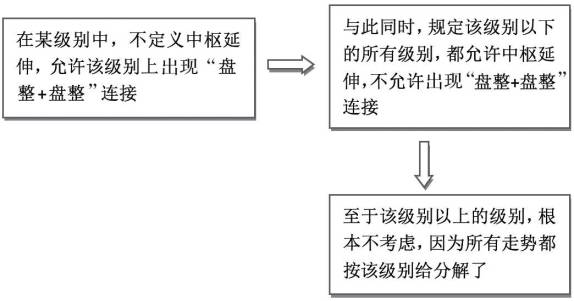 在某级别中，不定义中枢延
伸，允许该级别上出现“盘
整+盘整”连接
与此同时，规定该级别以下
的所有级别，都允许中枢延
伸，不允许出现“盘整+盘整”
连接
至于该级别以上的级别，根
本不考虑，因为所有走势都
按该级别给分解了